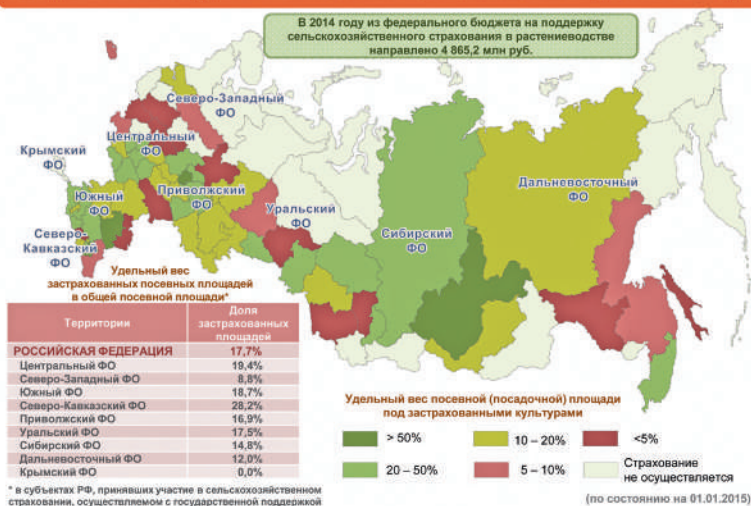 В 2014 году из федерального бюджета на поддержку
сельскохозяйственного страхования в растениеводстве
направлено 4 865,2 млн руб.
Северо-Западный
ФО
Центральный
ФО
Крымский
ФО
Южный
ФО
Приволжский
ФО
Северо-
Кавказский
ФО
Уральский
ФО
Сибирский
ФО
Дальневосточный
ФО
Удельный вес
застрахованных посевных площадей
в общей посевной площади*
Территории
Доля
застрахованных
площадей
РОССИЙСКАЯ ФЕДЕРАЦИЯ 17,7%
Центральный ФО 19,4%
Северо-Западный ФО 8,8%
Южный ФО 18,7%
Северо-Кавказский ФО 28,2%
Приволжский ФО 16,9%
Уральский ФО 17,5%
Сибирский ФО 14,8%
Дальневосточный ФО 12,0%
Крымский ФО 0,0%
* в субъектах РФ, принявших участие в сельскохозяйственном
страховании, осуществляемом с государственной поддержкой
Удельный вес посевной (посадочной) площади
под застрахованными культурами
> 50%
10 – 20%
<5%
20 – 50%
5 – 10%
Страхование
не осуществляется
(по состоянию на 01.01.2015)